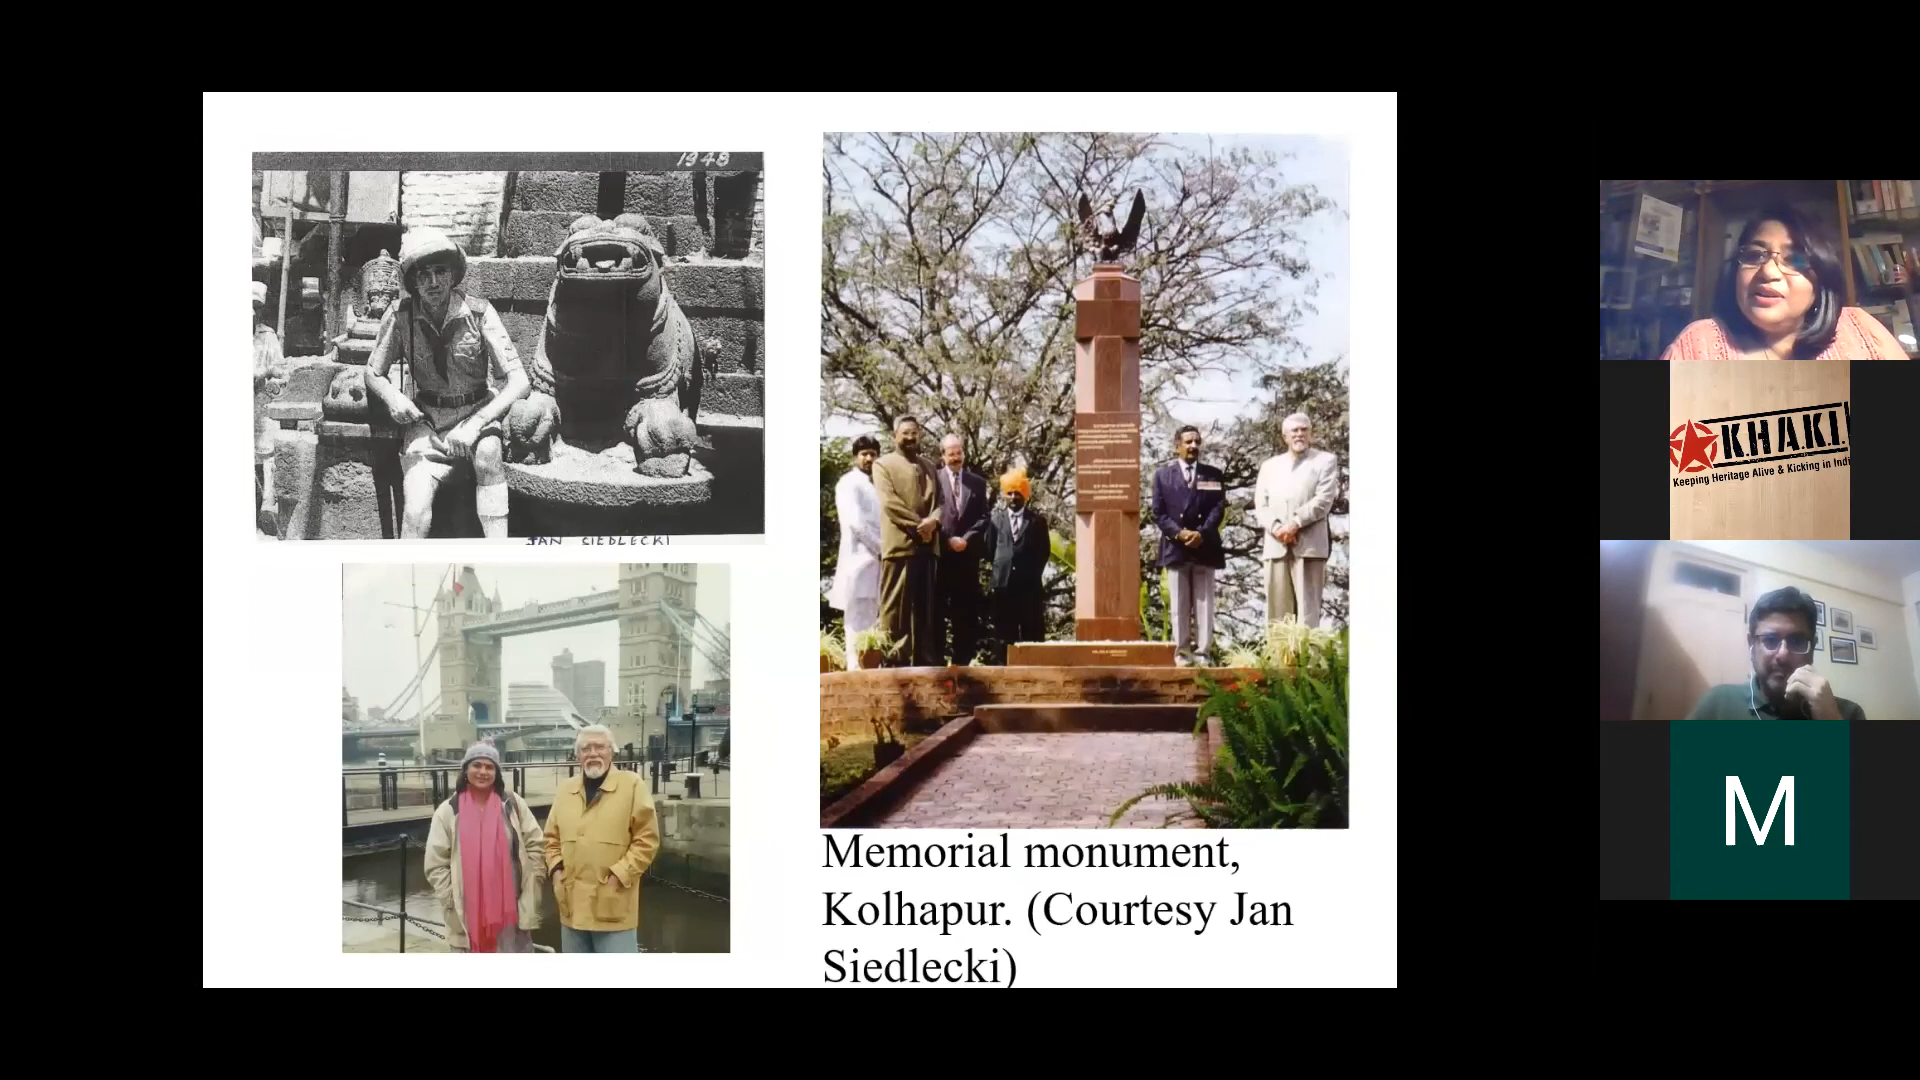 1948
JAN SIEDLECKI
Memorial monument,
Kolhapur. (Courtesy Jan
Siedlecki)
K.H.A.K.I.
Keeping Heritage Alive & Kicking in Indi
M